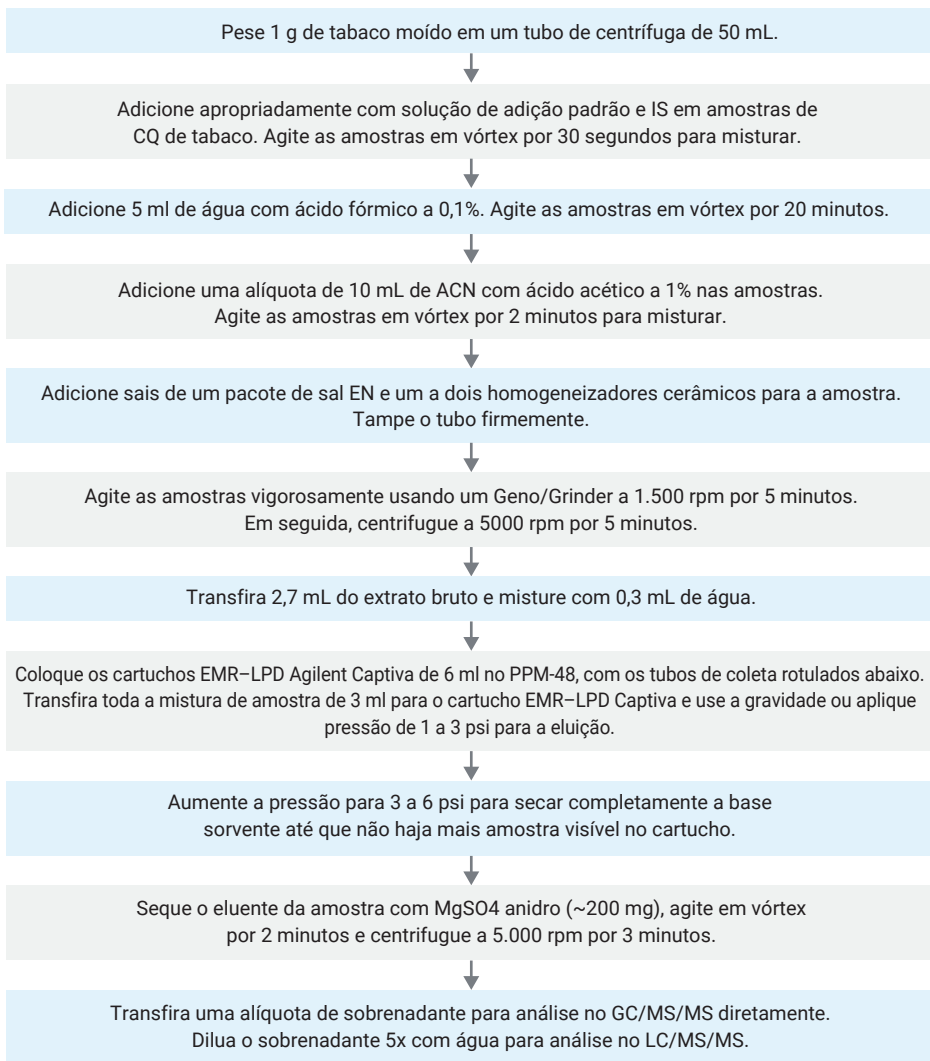 Pese 1 g de tabaco moído em um tubo de centrífuga de 50 mL.
Adicione apropriadamente com solução de adição padrão e IS em amostras de
CQ de tabaco. Agite as amostras em vórtex por 30 segundos para misturar.
Adicione 5 ml de água com ácido fórmico a 0,1%. Agite as amostras em vórtex por 20 minutos.
Adicione uma alíquota de 10 mL de ACN com ácido acético a 1% nas amostras.
Agite as amostras em vórtex por 2 minutos para misturar.
Adicione sais de um pacote de sal EN e um a dois homogeneizadores cerâmicos para a amostra.
Tampe o tubo firmemente.
Agite as amostras vigorosamente usando um Geno/Grinder a 1.500 rpm por 5 minutos.
Em seguida, centrifugue a 5000 rpm por 5 minutos.
Transfira 2,7 mL do extrato bruto e misture com 0,3 mL de água.
Coloque os cartuchos EMR–LPD Agilent Captiva de 6 ml no PPM-48, com os tubos de coleta rotulados abaixo.
Transfira toda a mistura de amostra de 3 ml para o cartucho EMR–LPD Captiva e use a gravidade ou aplique
pressão de 1 a 3 psi para a eluição.
Aumente a pressão para 3 a 6 psi para secar completamente a base
sorvente até que não haja mais amostra visível no cartucho.
Seque o eluente da amostra com MgSO4 anidro (~200 mg), agite em vórtex
por 2 minutos e centrifugue a 5.000 rpm por 3 minutos.
Transfira uma alíquota de sobrenadante para análise no GC/MS/MS diretamente.
Dilua o sobrenadante 5x com água para análise no LC/MS/MS.